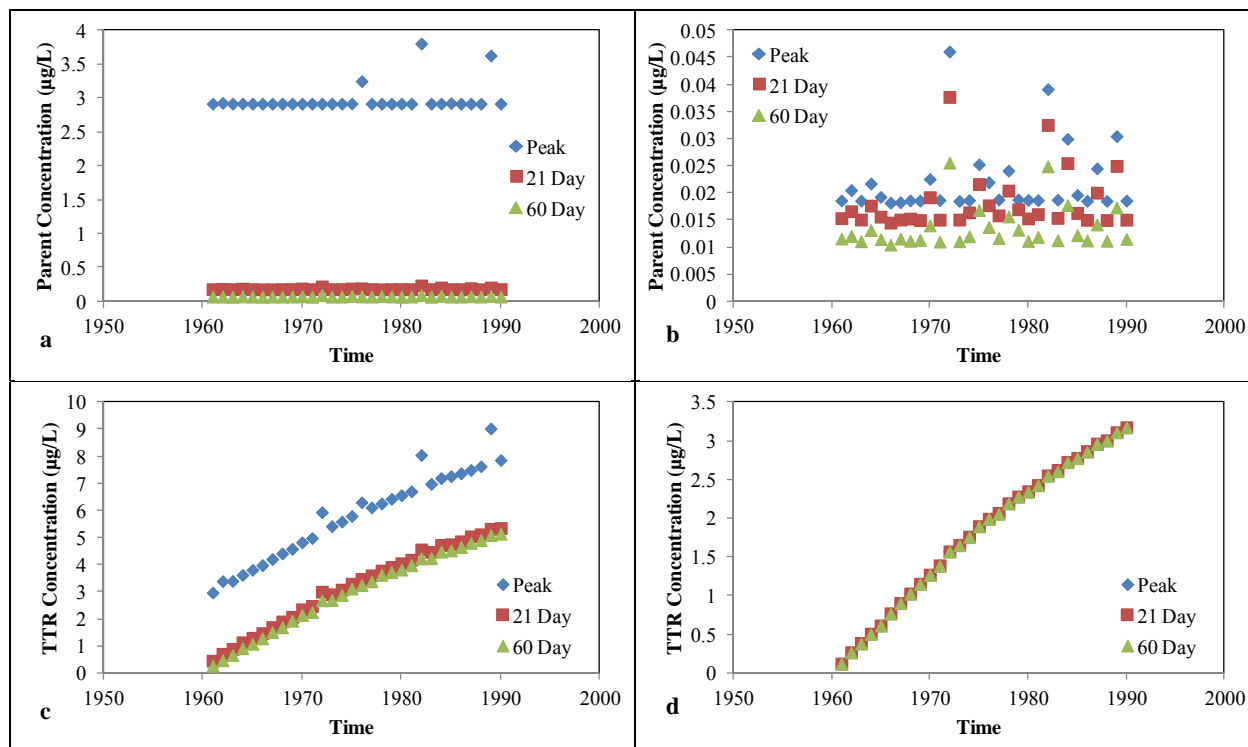 Parent Concentration (µg/L)
4
3.5
3
2.5
2
1.5
1
0.5
0
1950 1960 1970 1980 1990 2000
Time
Peak
21 Day
60 Day
a
Parent Concentration (µg/L)
0.05
0.045
0.04
0.035
0.03
0.025
0.02
0.015
0.01
0.005
0
1950 1960 1970 1980 1990 2000
Time
Peak
21 Day
60 Day
b
TTR Concentration (µg/L)
10
9
8
7
6
5
4
3
2
1
0
1950 1960 1970 1980 1990 2000
Time
Peak
21 Day
60 Day
c
TTR Concentration (µg/L)
3.5
3
2.5
2
1.5
1
0.5
0
1950 1960 1970 1980 1990 2000
Time
Peak
21 Day
60 Day
d